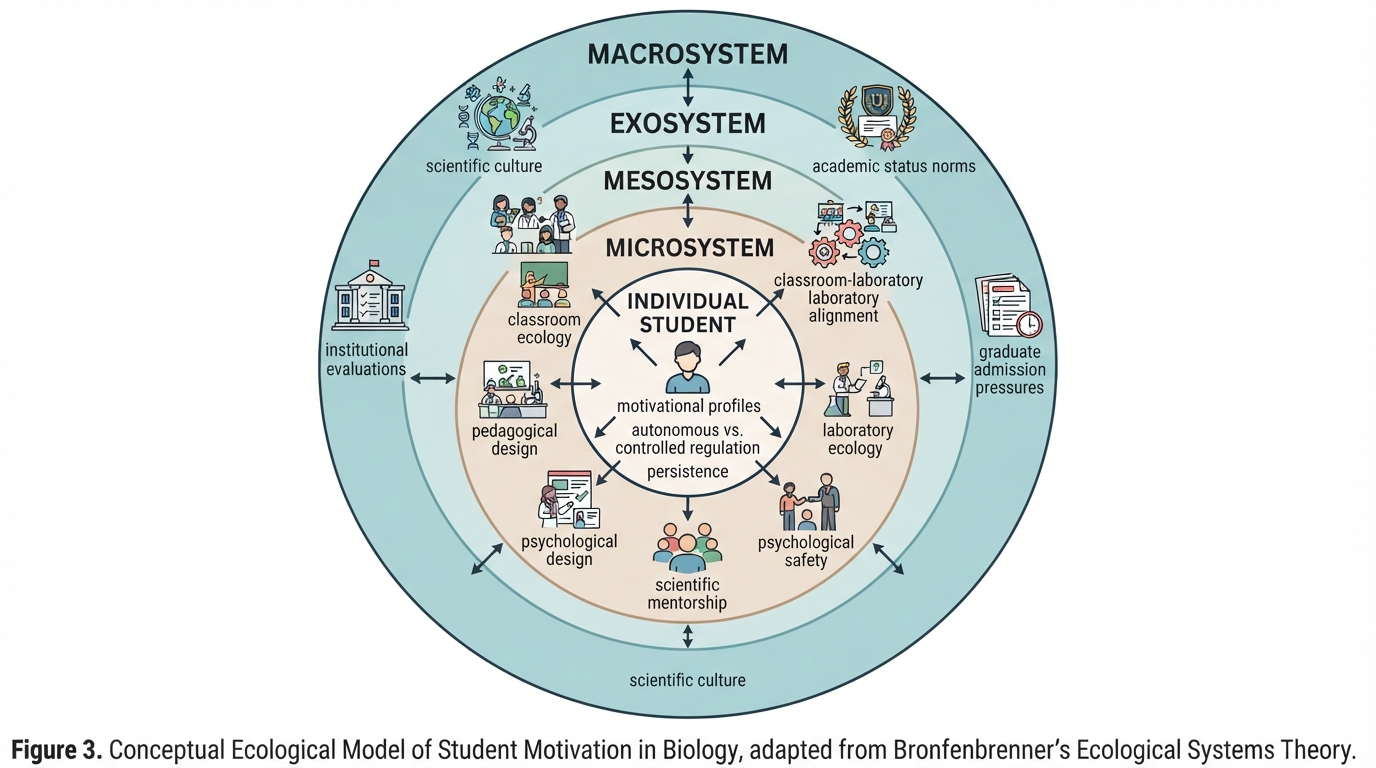 MACROSYSTEM
EXOSYSTEM
MESOSYSTEM
MICROSYSTEM
INDIVIDUAL
STUDENT
motivational profiles
autonomous vs.
controlled regulation
persistence
scientific culture
U
academic status norms
institutional
evaluations
graduate
admission
pressures
classroom
ecology
classroom-laboratory
laboratory
alignment
pedagogical
design
laboratory
ecology
psychological
design
scientific
mentorship
psychological
safety
scientific culture
Figure 3. Conceptual Ecological Model of Student Motivation in Biology, adapted from Bronfenbrenner's Ecological Systems Theory.